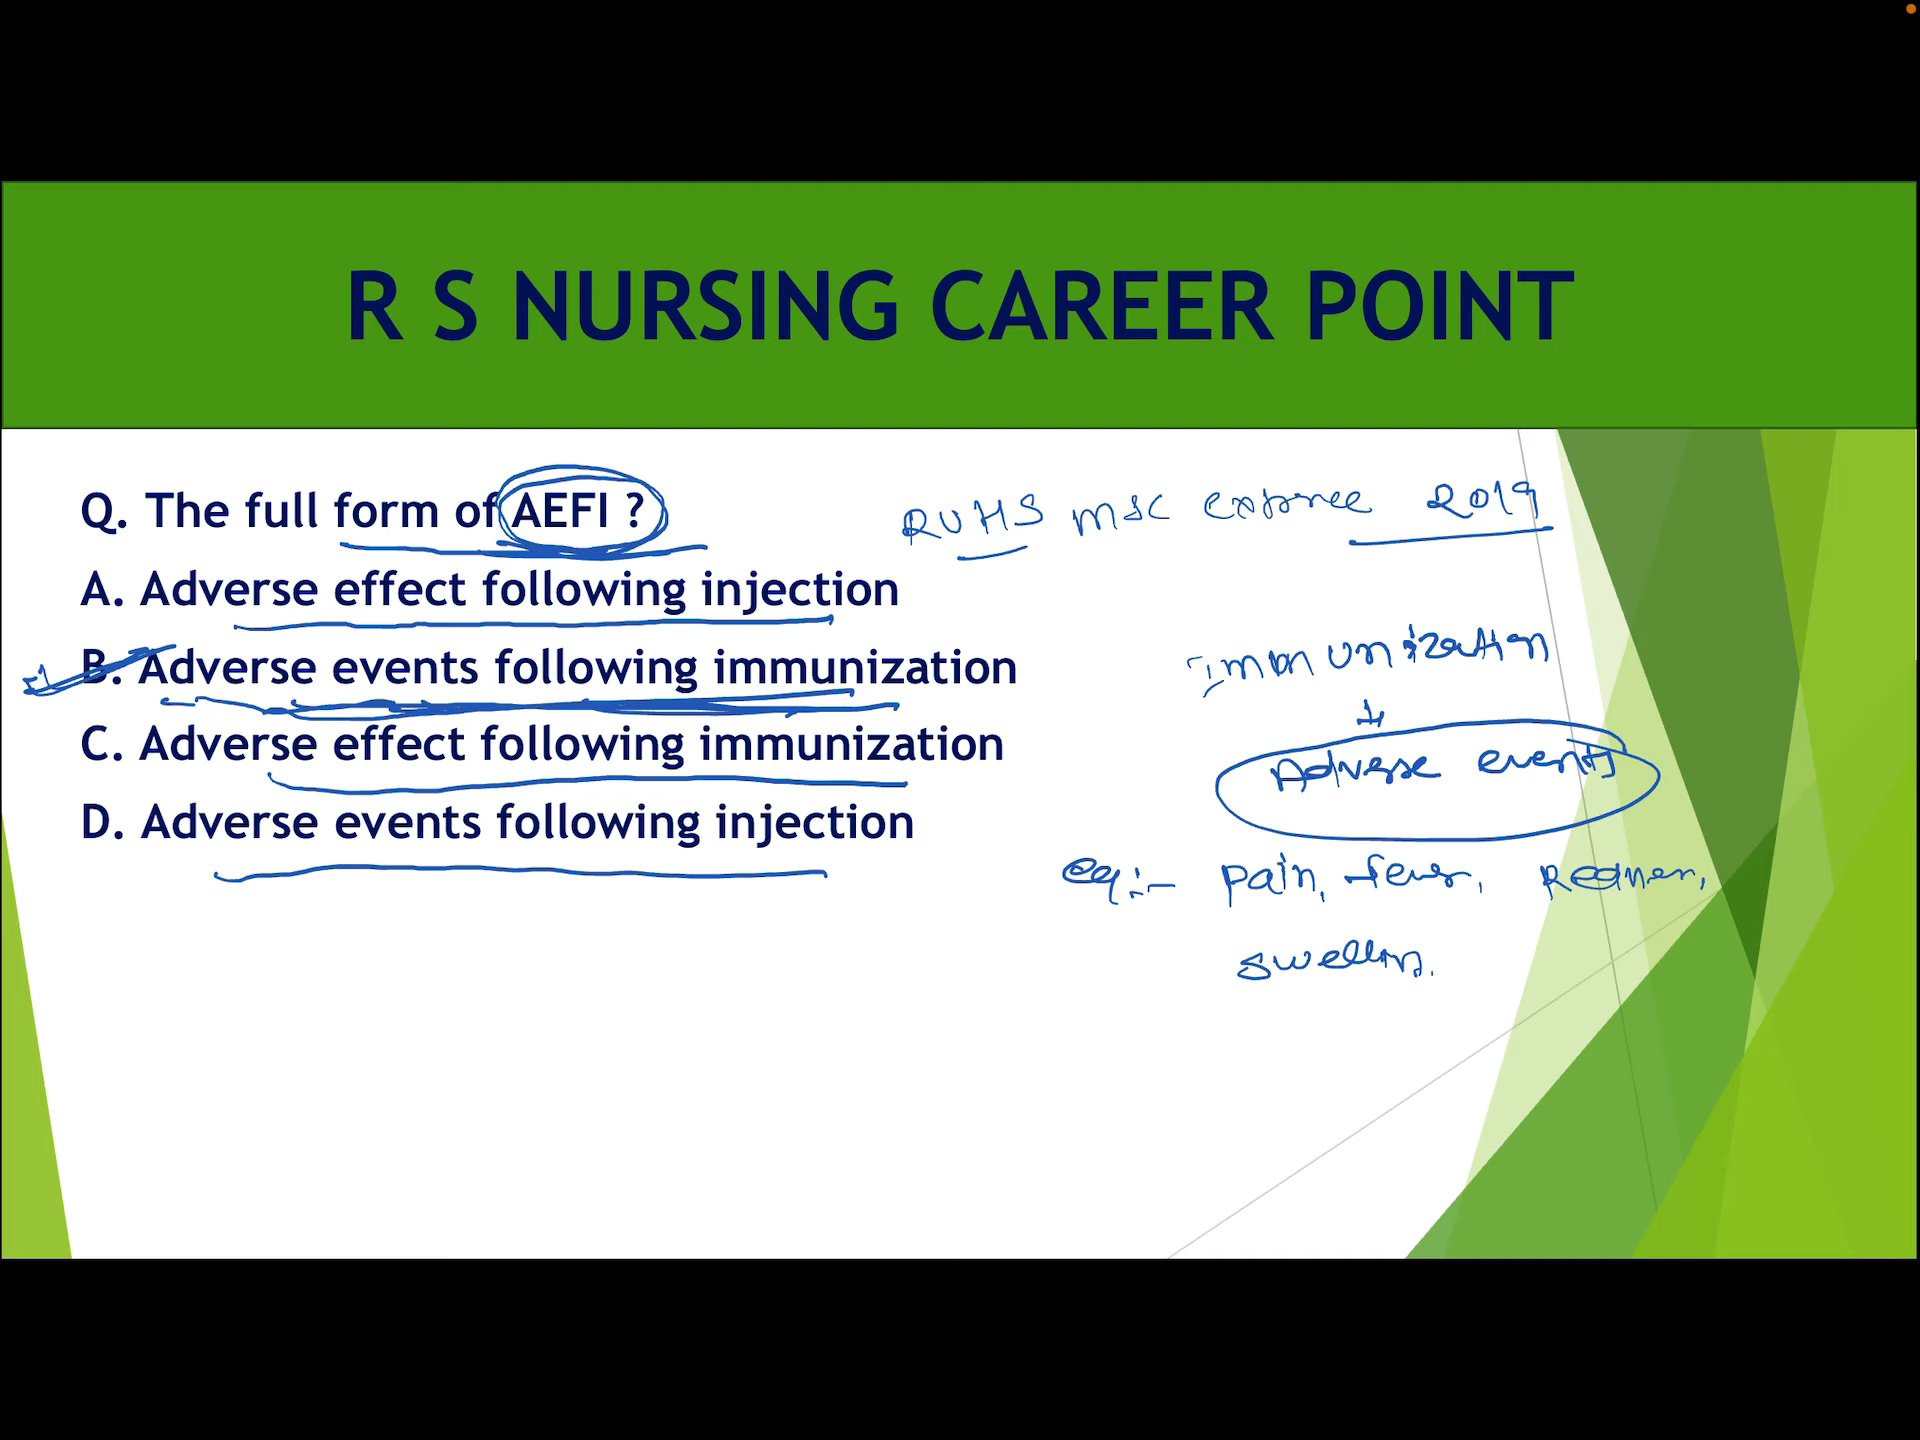 R S NURSING CAREER POINT
Q. The full form of AEFI ?
RUHS MSC 2019
A. Adverse effect following injection
B. Adverse events following immunization
Immunization
C. Adverse effect following immunization
Adverse events
D. Adverse events following injection
eg:- Pain, fever, Redness,
swelling.